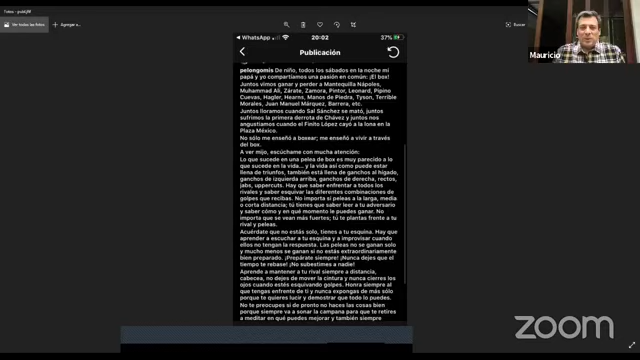 Fotos - publi.jfif
Ver todas las fotos
Agregar a...
Buscar
WhatsApp
20:02
37%
Publicación
pelongomis De niño, todos los sábados en la noche mi
papá y yo compartíamos una pasión en común: ¡El box!
Juntos vimos ganar y perder a Mantequilla Nápoles,
Muhammad Ali, Zárate, Zamora, Pintor, Leonard, Pipino
Cuevas, Hagler, Hearns, Manos de Piedra, Tyson, Terrible
Morales, Juan Manuel Márquez, Barrera, etc.
Juntos lloramos cuando Sal Sánchez se mató, juntos
sufrimos la primera derrota de Chávez y juntos nos
angustiamos cuando el Finito López cayó a la lona en la
Plaza México.
No sólo me enseñó a boxear; me enseñó a vivir a través
del box.
A ver mijo, escúchame con mucha atención:
Lo que sucede en una pelea de box es muy parecido a lo
que sucede en la vida... y la vida así como puede estar
llena de triunfos, también está llena de ganchos al hígado,
ganchos de izquierda arriba, ganchos de derecha, rectos,
jabs, uppercuts. Hay que saber enfrentar a todos los
rivales y saber esquivar las diferentes combinaciones de
golpes que recibas. No importa si peleas a la larga, media
o corta distancia; tú tienes que saber leer a tu adversario
y saber cómo y en qué momento le puedes ganar. No
importa que se vean más fuertes; tú te plantas frente a tu
rival y peleas.
Acuérdate que no estás solo, tienes a tu esquina. Hay que
aprender a escuchar a tu esquina y a improvisar cuando
ellos no tengan la respuesta. Las peleas no se ganan solo
y mucho menos se ganan si no estás extraordinariamente
bien preparado. ¡Prepárate siempre! ¡Nunca dejes que el
tiempo te rebase! ¡No subestimes a nadie!
Aprende a mantener a tu rival siempre a distancia,
cabecea, no dejes de mover la cintura y nunca cierres los
ojos cuando estés esquivando golpes. Honra siempre al
que tengas enfrente de ti y nunca expongas de más sólo
porque te quieres lucir y demostrar que todo lo puedes.
No te preocupes si de pronto no haces las cosas bien
porque siempre va a sonar la campana para que te retires
a meditar en qué puedes mejorar y también siempre
Mauricio
zoom